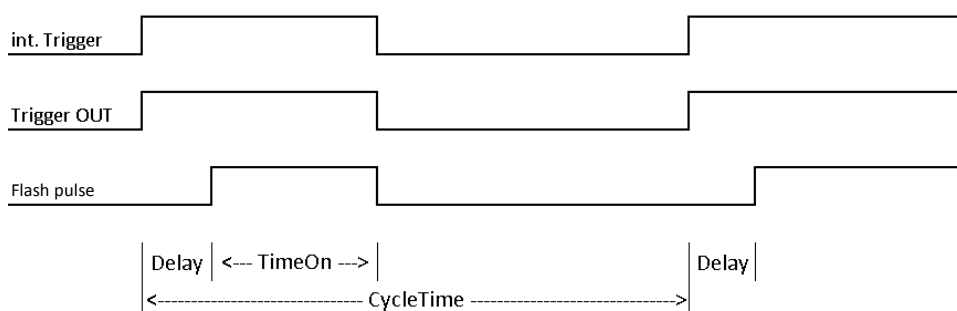 int. Trigger
Trigger OUT
Flash pulse
Delay <--- TimeOn ---> Delay
<------------------------------ CycleTime ------------------------------->